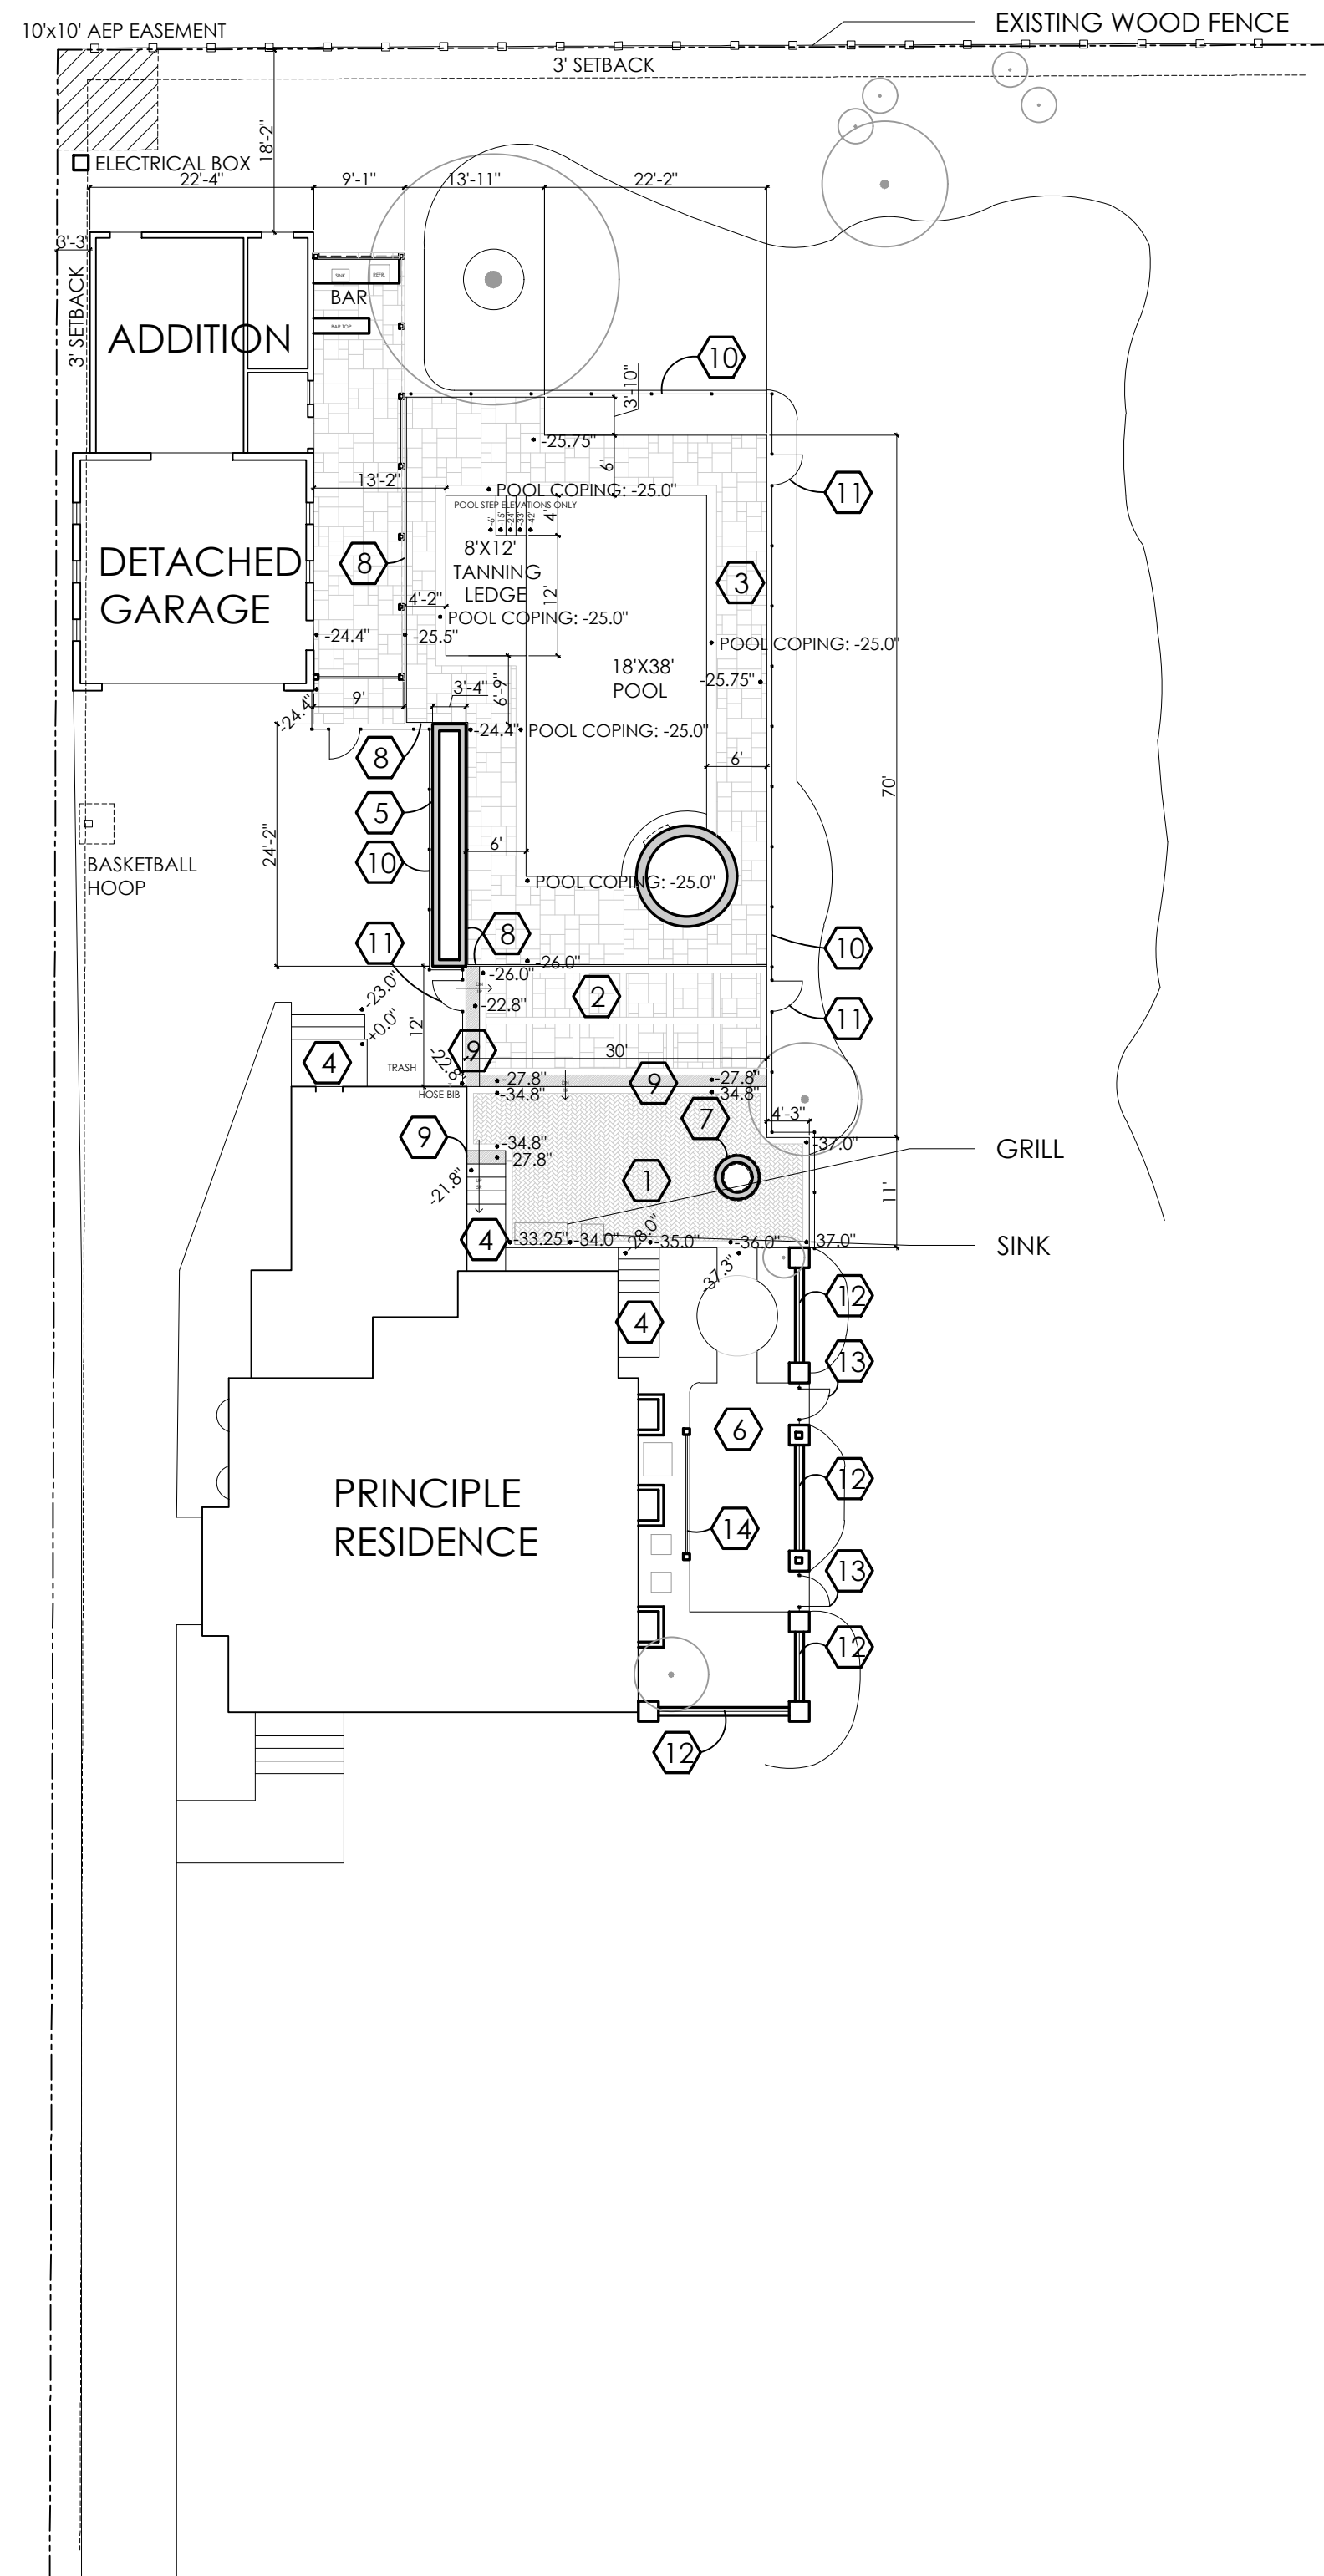 10'x10' AEP EASEMENT
EXISTING WOOD FENCE
3' SETBACK
18'-2"
ELECTRICAL BOX
22'-4"
9'-1"
13'-11"
22'-2"
3'-3"
3' SETBACK
SINK
REFR.
BAR
BAR TOP
ADDITION
10
3'-10"
-25.75"
6'
13'-2"
POOL COPING: -25.0"
11
POOL STEP ELEVATIONS ONLY
-6"
-15"
-24"
-33"
-42"
4'
8'X12'
TANNING
LEDGE
12'
DETACHED
GARAGE
8
3
4'-2"
POOL COPING: -25.0"
-24.4"
-25.5"
POOL COPING: -25.0"
18'X38'
POOL
-25.75"
3'-4"
6'-9"
-24.4"
9'
-24.4"
POOL COPING: -25.0"
8
6'
70'
5
24'-2"
6'
10
BASKETBALL
HOOP
POOL COPING: -25.0"
11
8
10
-26.0"
-26.0"
-23.0"
2
-22.8"
11
+0.0"
12'
9
30'
4
TRASH
-22.8"
-27.8"
9
-27.8"
HOSE BIB
-34.8"
-34.8"
7
4'-3"
9
-34.8"
-37.0"
GRILL
-27.8"
-21.8"
1
11'
4
-33.25"
-34.0"
-28.0"
-35.0"
-36.0"
-37.0"
SINK
-37.3"
12
4
13
6
12
PRINCIPLE
RESIDENCE
14
13
12
12